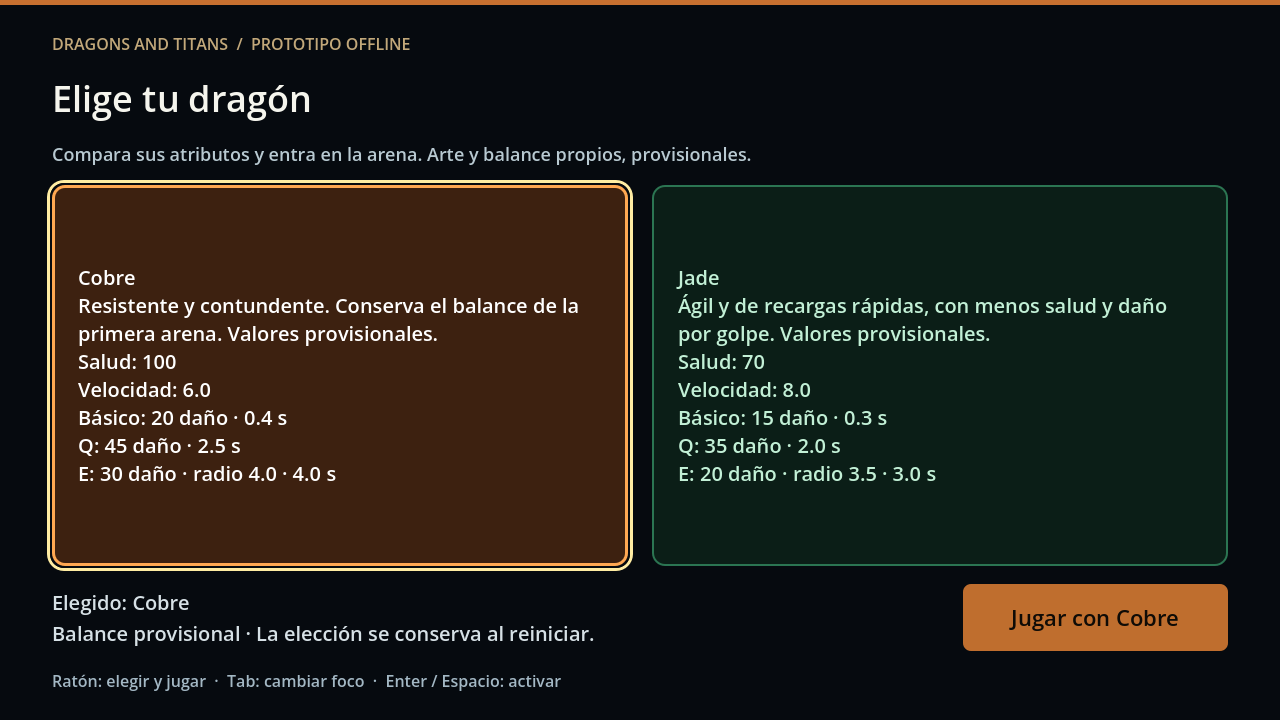 DRAGONS AND TITANS / PROTOTIPO OFFLINE
Elige tu dragón
Compara sus atributos y entra en la arena. Arte y balance propios, provisionales.
Cobre
Resistente y contundente. Conserva el balance de la
primera arena. Valores provisionales.
Salud: 100
Velocidad: 6.0
Básico: 20 daño · 0.4 s
Q: 45 daño · 2.5 s
E: 30 daño · radio 4.0 · 4.0 s
Jade
Ágil y de recargas rápidas, con menos salud y daño
por golpe. Valores provisionales.
Salud: 70
Velocidad: 8.0
Básico: 15 daño · 0.3 s
Q: 35 daño · 2.0 s
E: 20 daño · radio 3.5 · 3.0 s
Elegido: Cobre
Balance provisional · La elección se conserva al reiniciar.
Jugar con Cobre
Ratón: elegir y jugar · Tab: cambiar foco · Enter / Espacio: activar